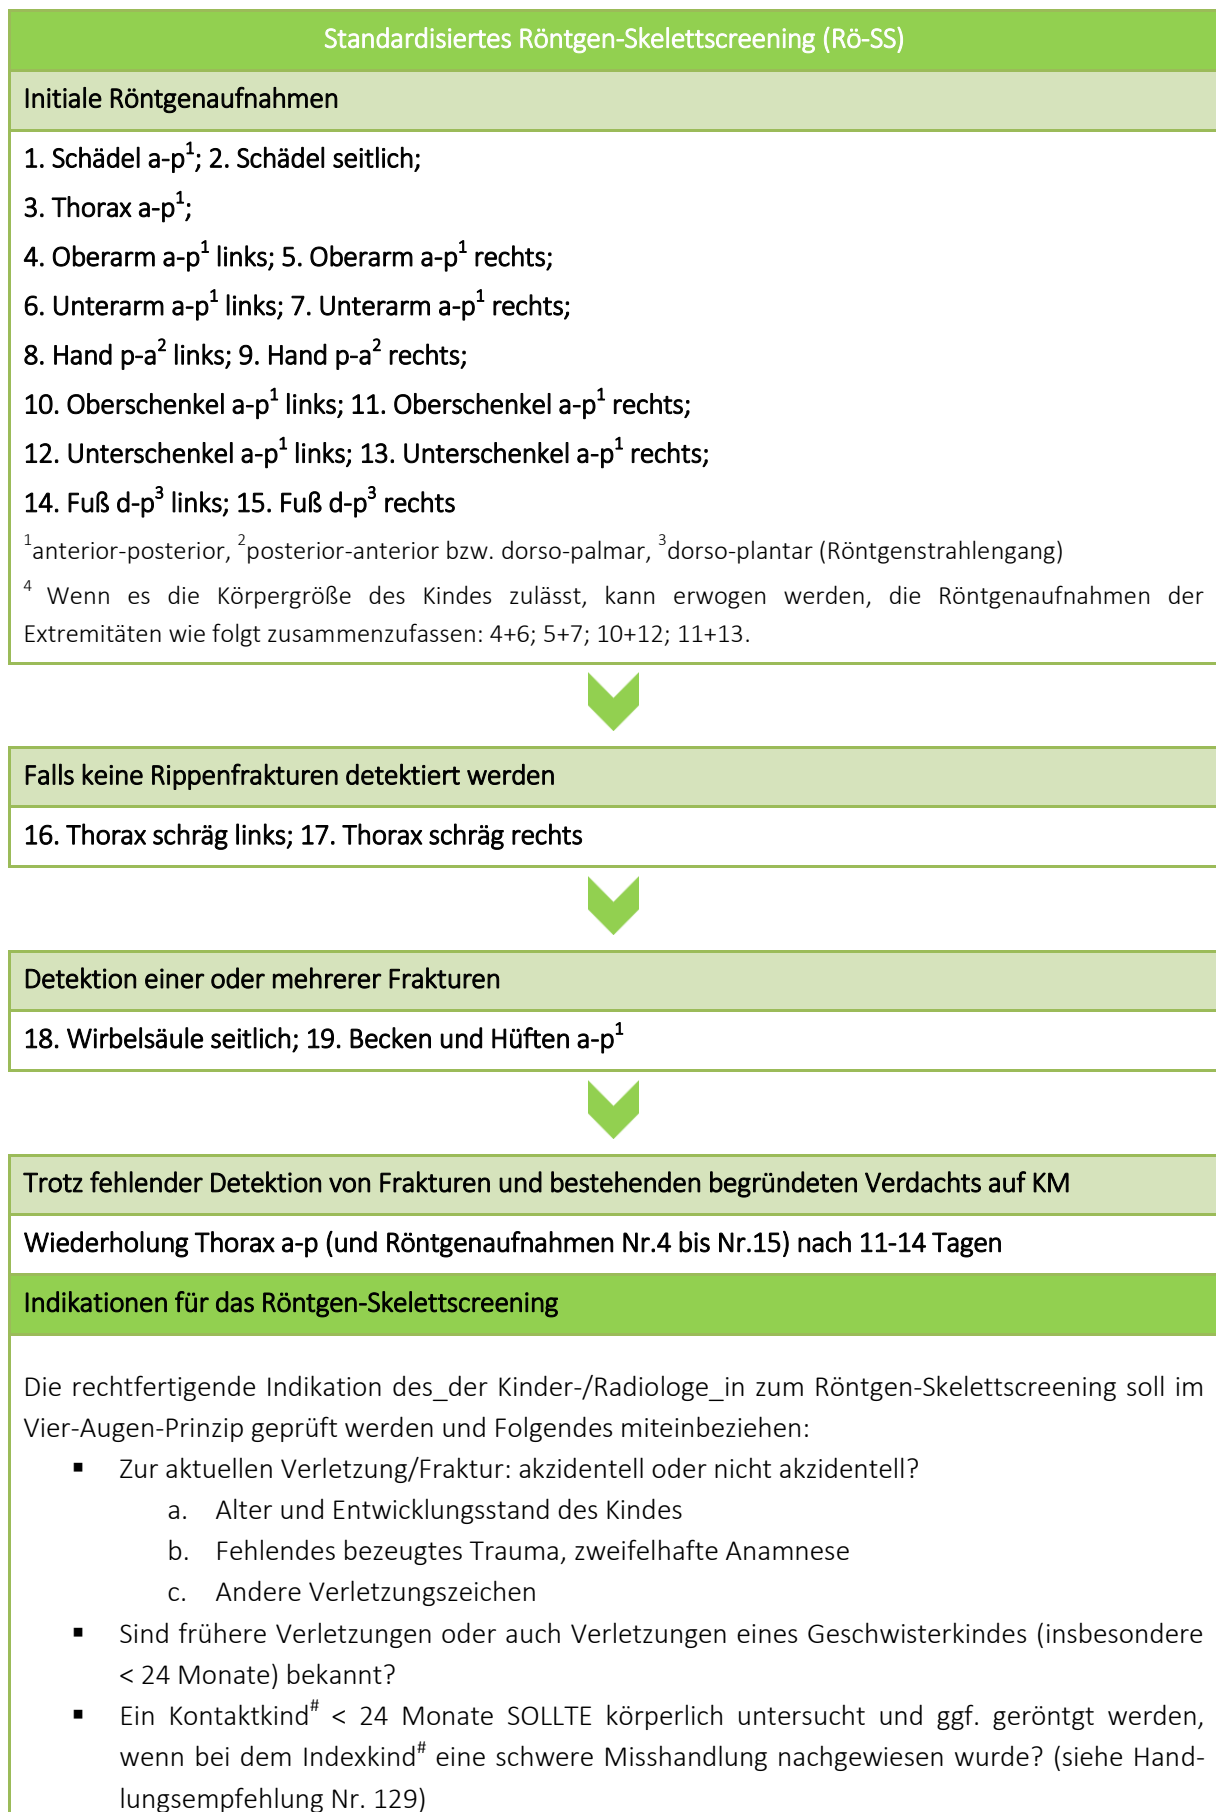 Standardisiertes Röntgen-Skelettscreening (Rö-SS)
Initiale Röntgenaufnahmen
1. Schädel a-p¹; 2. Schädel seitlich;
3. Thorax a-p¹;
4. Oberarm a-p¹ links; 5. Oberarm a-p¹ rechts;
6. Unterarm a-p¹ links; 7. Unterarm a-p¹ rechts;
8. Hand p-a² links; 9. Hand p-a² rechts;
10. Oberschenkel a-p¹ links; 11. Oberschenkel a-p¹ rechts;
12. Unterschenkel a-p¹ links; 13. Unterschenkel a-p¹ rechts;
14. Fuß d-p³ links; 15. Fuß d-p³ rechts
¹anterior-posterior, ²posterior-anterior bzw. dorso-palmar, ³dorso-plantar (Röntgenstrahlengang)
⁴ Wenn es die Körpergröße des Kindes zulässt, kann erwogen werden, die Röntgenaufnahmen der
Extremitäten wie folgt zusammenzufassen: 4+6; 5+7; 10+12; 11+13.
Falls keine Rippenfrakturen detektiert werden
16. Thorax schräg links; 17. Thorax schräg rechts
Detektion einer oder mehrerer Frakturen
18. Wirbelsäule seitlich; 19. Becken und Hüften a-p¹
Trotz fehlender Detektion von Frakturen und bestehenden begründeten Verdachts auf KM
Wiederholung Thorax a-p (und Röntgenaufnahmen Nr.4 bis Nr.15) nach 11-14 Tagen
Indikationen für das Röntgen-Skelettscreening
Die rechtfertigende Indikation des_der Kinder-/Radiologe_in zum Röntgen-Skelettscreening soll im
Vier-Augen-Prinzip geprüft werden und Folgendes miteinbeziehen:
▪ Zur aktuellen Verletzung/Fraktur: akzidentell oder nicht akzidentell?
a. Alter und Entwicklungsstand des Kindes
b. Fehlendes bezeugtes Trauma, zweifelhafte Anamnese
c. Andere Verletzungszeichen
▪ Sind frühere Verletzungen oder auch Verletzungen eines Geschwisterkindes (insbesondere
< 24 Monate) bekannt?
▪ Ein Kontaktkind# < 24 Monate SOLLTE körperlich untersucht und ggf. geröntgt werden,
wenn bei dem Indexkind# eine schwere Misshandlung nachgewiesen wurde? (siehe Hand-
lungsempfehlung Nr. 129)